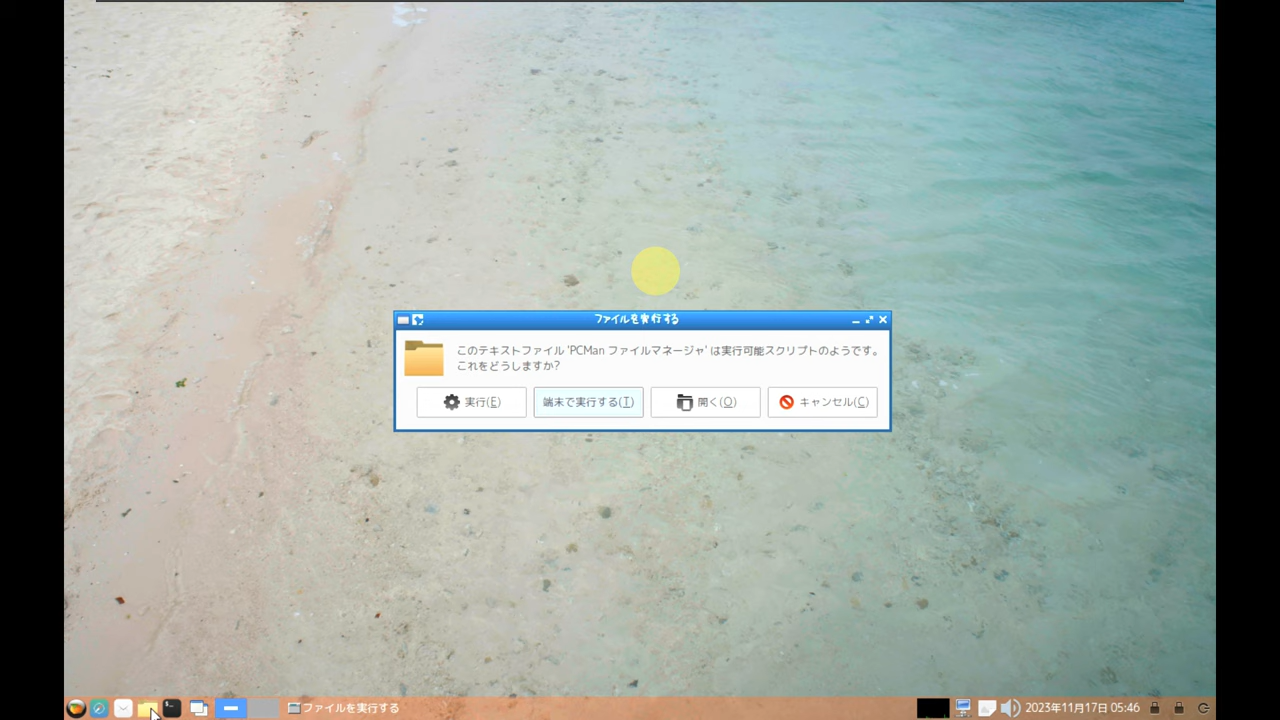 ファイルを実行する
このテキストファイル 'PCMan ファイルマネージャ' は実行可能スクリプトのようです。
これをどうしますか?
実行(E)
端末で実行する(T)
開く(O)
キャンセル(C)
ファイルを実行する
2023年11月17日 05:46